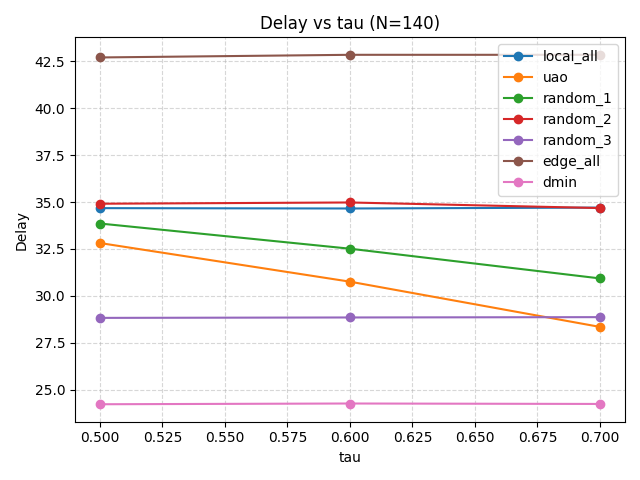 Delay vs tau (N=140)
42.5
40.0
37.5
35.0
32.5
30.0
27.5
25.0
Delay
local_all
uao
random_1
random_2
random_3
edge_all
dmin
0.500 0.525 0.550 0.575 0.600 0.625 0.650 0.675 0.700
tau